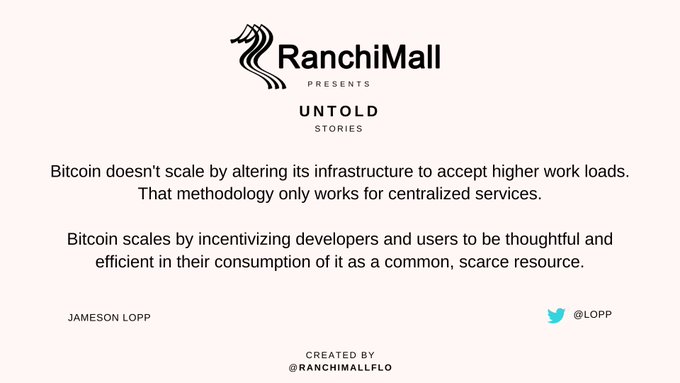 RanchiMall
PRESENTS
UNTOLD
STORIES
Bitcoin doesn't scale by altering its infrastructure to accept higher work loads.
That methodology only works for centralized services.
Bitcoin scales by incentivizing developers and users to be thoughtful and
efficient in their consumption of it as a common, scarce resource.
JAMESON LOPP
@LOPP
CREATED BY
@RANCHIMALLFLO